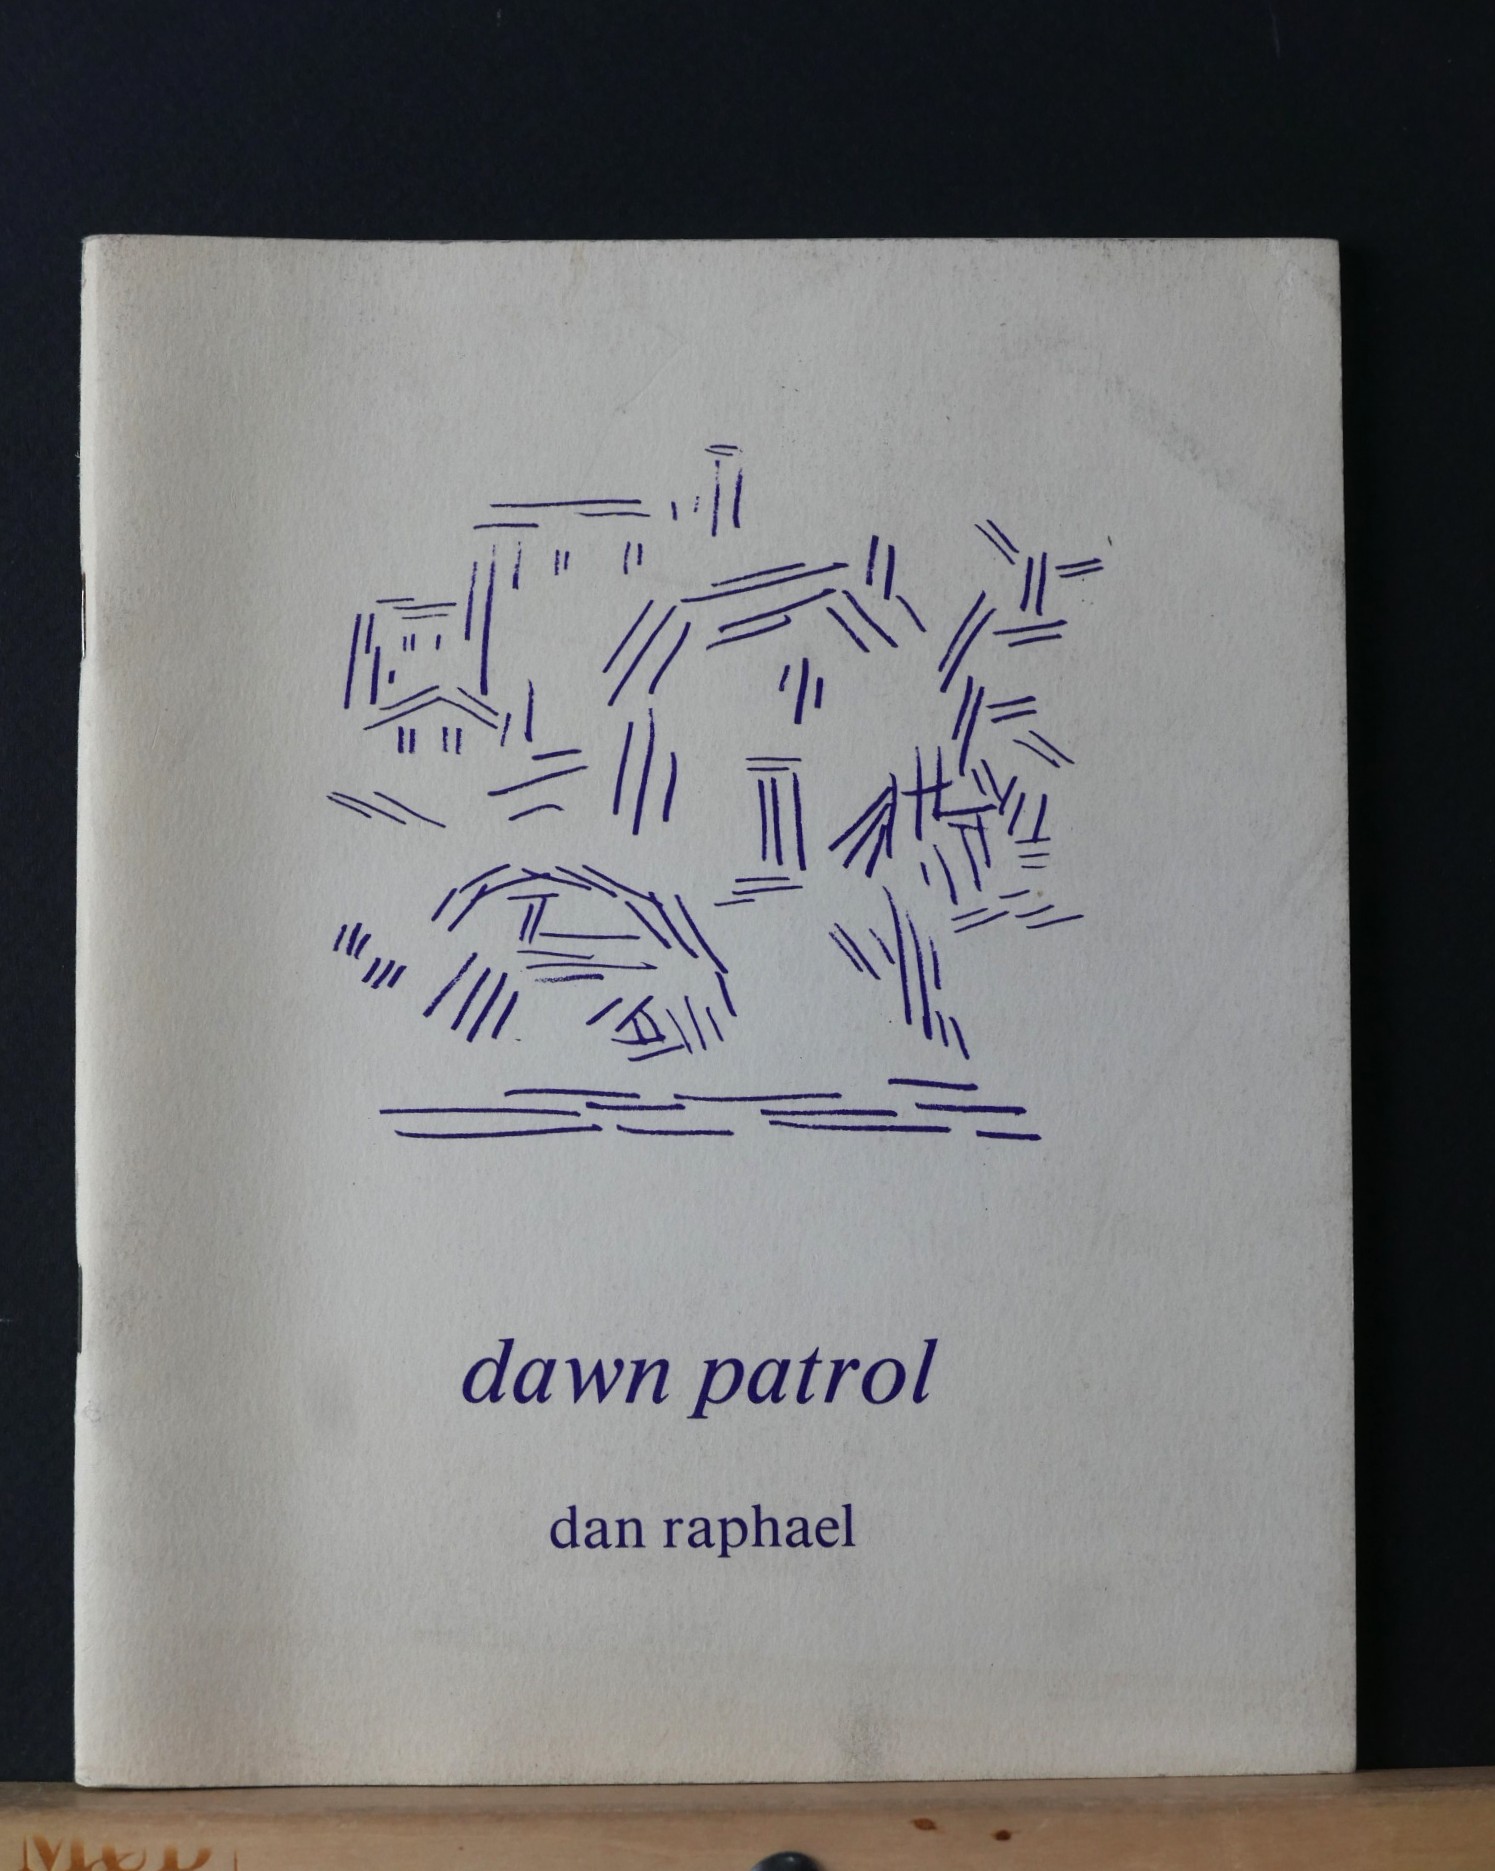 dawn patrol
dan raphael